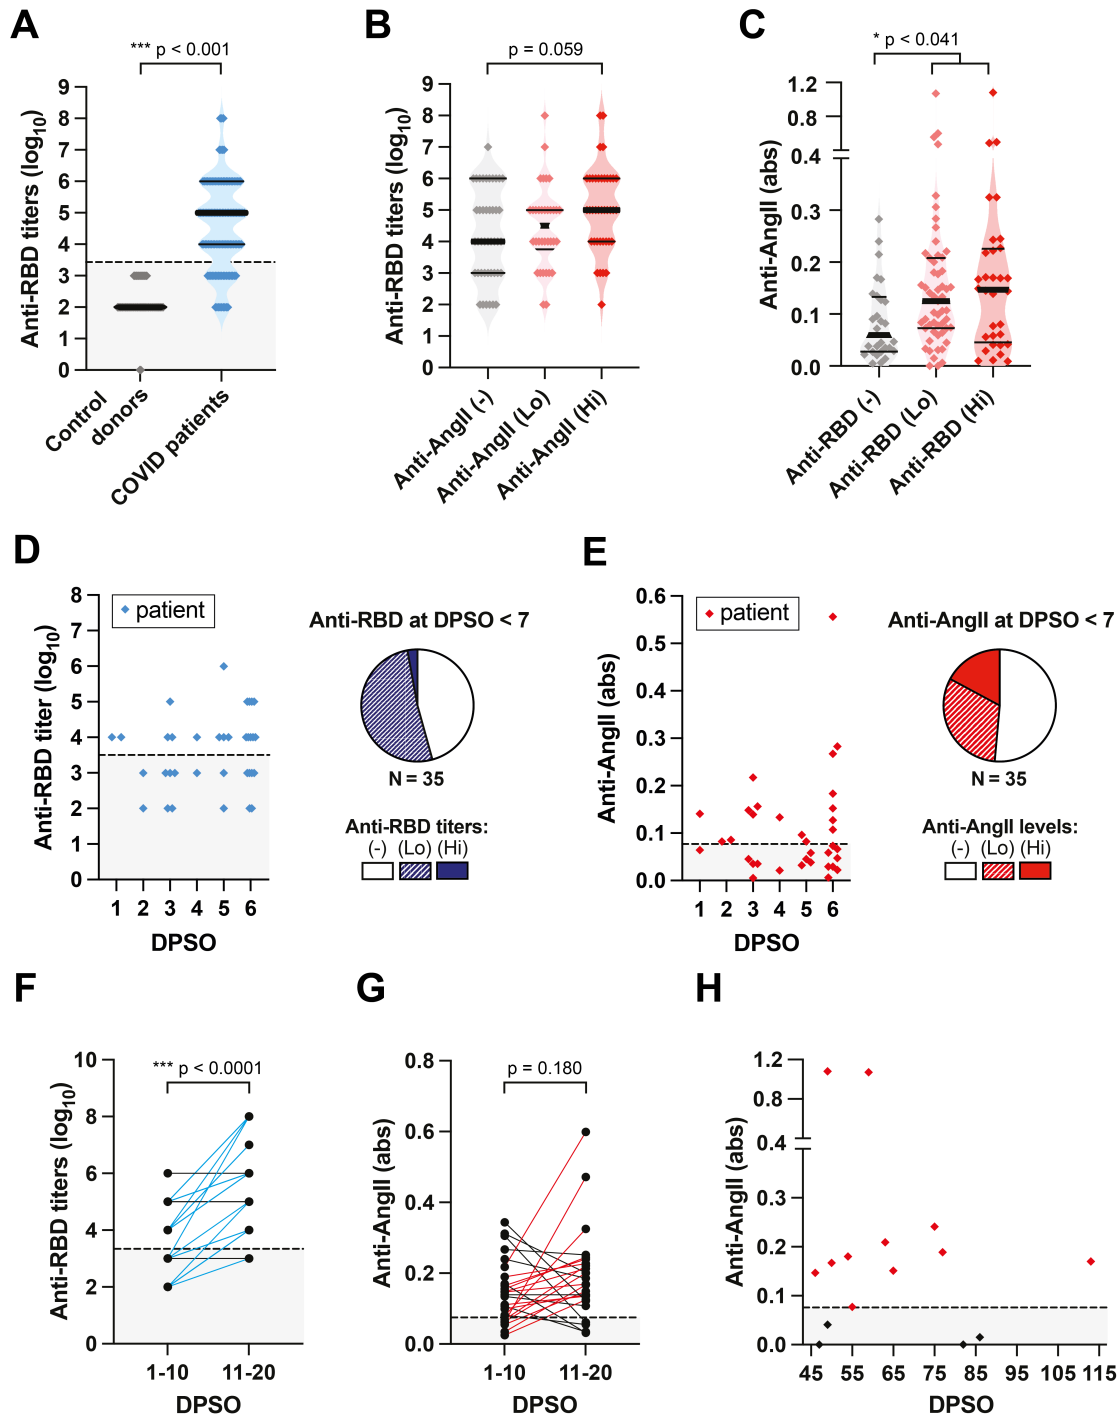 A
*** p < 0.001
Anti-RBD titers (log10)
9
8
7
6
5
4
3
2
1
0
Control
donors
COVID patients
B
p = 0.059
Anti-RBD titers (log10)
9
8
7
6
5
4
3
2
1
0
Anti-AngII (-)
Anti-AngII (Lo)
Anti-AngII (Hi)
C
* p < 0.041
Anti-AngII (abs)
1.2
0.8
0.4
0.3
0.2
0.1
0.0
Anti-RBD (-)
Anti-RBD (Lo)
Anti-RBD (Hi)
D
Anti-RBD titer (log10)
8
7
6
5
4
3
2
1
0
patient
1 2 3 4 5 6
DPSO
Anti-RBD at DPSO < 7
N = 35
Anti-RBD titers:
(-) (Lo) (Hi)
E
Anti-AngII (abs)
0.6
0.5
0.4
0.3
0.2
0.1
0.0
patient
1 2 3 4 5 6
DPSO
Anti-AngII at DPSO < 7
N = 35
Anti-AngII levels:
(-) (Lo) (Hi)
F
*** p < 0.0001
Anti-RBD titers (log10)
10
8
6
4
2
0
1-10 11-20
DPSO
G
p = 0.180
Anti-AngII (abs)
0.8
0.6
0.4
0.2
0.0
1-10 11-20
DPSO
H
Anti-AngII (abs)
1.2
0.8
0.4
0.3
0.2
0.1
0.0
45 55 65 75 85 95 105 115
DPSO